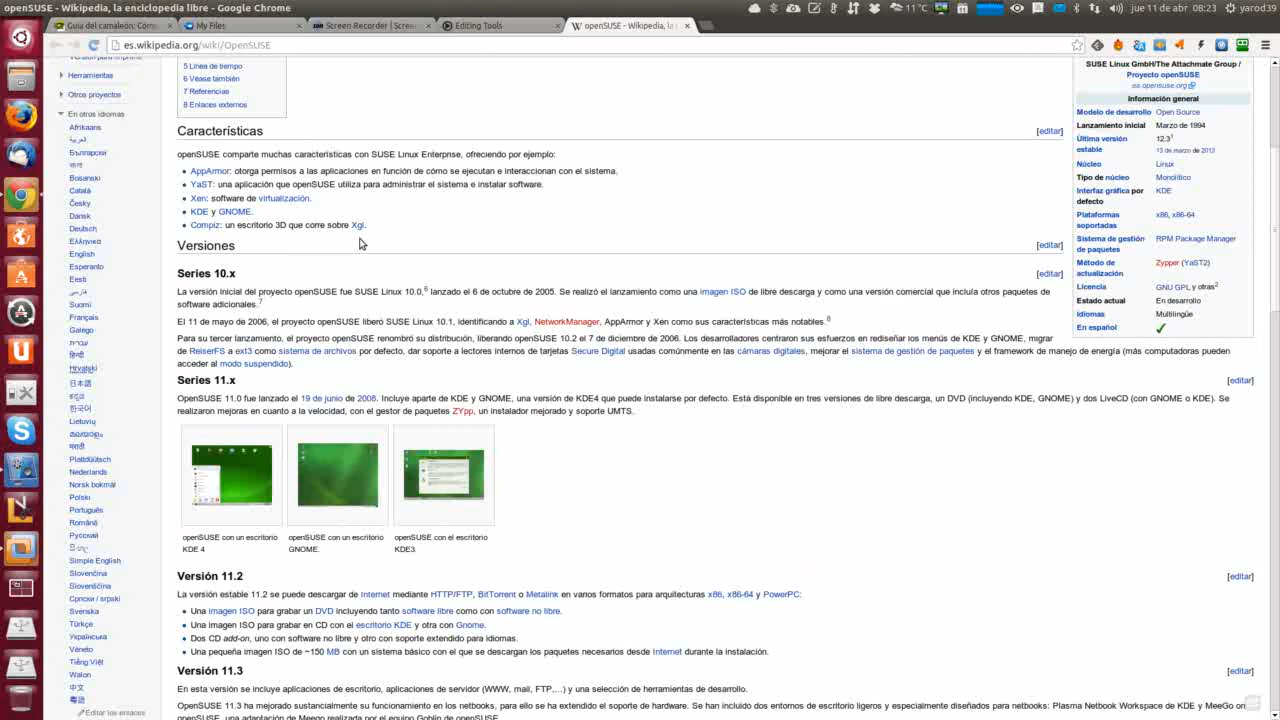 openSUSE - Wikipedia, la enciclopedia libre - Google Chrome
08:23
yarod39
Guía del camaleón: Com
My Files
Screen Recorder | Scree
Editing Tools
openSUSE - Wikipedia, la
es.wikipedia.org/wiki/OpenSUSE
Herramientas
Otros proyectos
En otros idiomas
Afrikaans
العربية
Български
বাংলা
Bosanski
Català
Česky
Dansk
Deutsch
Ελληνικά
English
Esperanto
Eesti
فارسی
Suomi
Français
Galego
עברית
हिन्दी
Hrvatski
日本語
ಕನ್ನಡ
한국어
Lietuvių
മലയാളം
मराठी
Plattdüütsch
Nederlands
Norsk bokmål
Polski
Português
Română
Русский
සිංහල
Simple English
Slovenčina
Slovenščina
Српски / srpski
Svenska
Türkçe
Українська
Vèneto
Tiếng Việt
Walon
中文
粵語
Editar los enlaces
5 Línea de tiempo
6 Véase también
7 Referencias
8 Enlaces externos
Características
[editar]
openSUSE comparte muchas características con SUSE Linux Enterprise, ofreciendo por ejemplo:
AppArmor: otorga permisos a las aplicaciones en función de cómo se ejecutan e interaccionan con el sistema.
YaST: una aplicación que openSUSE utiliza para administrar el sistema e instalar software.
Xen: software de virtualización.
KDE y GNOME.
Compiz: un escritorio 3D que corre sobre Xgl.
Versiones
[editar]
Series 10.x
[editar]
La versión inicial del proyecto openSUSE fue SUSE Linux 10.0,6 lanzado el 6 de octubre de 2005. Se realizó el lanzamiento como una imagen ISO de libre descarga y como una versión comercial que incluía otros paquetes de
software adicionales.7
El 11 de mayo de 2006, el proyecto openSUSE liberó SUSE Linux 10.1, identificando a Xgl, NetworkManager, AppArmor y Xen como sus características más notables.8
Para su tercer lanzamiento, el proyecto openSUSE renombró su distribución, liberando openSUSE 10.2 el 7 de diciembre de 2006. Los desarrolladores centraron sus esfuerzos en rediseñar los menús de KDE y GNOME, migrar
de ReiserFS a ext3 como sistema de archivos por defecto, dar soporte a lectores internos de tarjetas Secure Digital usadas comúnmente en las cámaras digitales, mejorar el sistema de gestión de paquetes y el framework de manejo de energía (más computadoras pueden
acceder al modo suspendido).
Series 11.x
[editar]
OpenSUSE 11.0 fue lanzado el 19 de junio de 2008. Incluye aparte de KDE y GNOME, una versión de KDE4 que puede instalarse por defecto. Está disponible en tres versiones de libre descarga, un DVD (incluyendo KDE, GNOME) y dos LiveCD (con GNOME o KDE). Se
realizaron mejoras en cuanto a la velocidad, con el gestor de paquetes ZYpp, un instalador mejorado y soporte UMTS.
openSUSE con un escritorio
KDE 4
openSUSE con un escritorio
GNOME.
openSUSE con el escritorio
KDE3.
Versión 11.2
[editar]
La versión estable 11.2 se puede descargar de Internet mediante HTTP/FTP, BitTorrent o Metalink en varios formatos para arquitecturas x86, x86-64 y PowerPC:
Una imagen ISO para grabar un DVD incluyendo tanto software libre como con software no libre.
Una imagen ISO para grabar en CD con el escritorio KDE y otra con Gnome.
Dos CD add-on, uno con software no libre y otro con soporte extendido para idiomas.
Una pequeña imagen ISO de ~150 MB con un sistema básico con el que se descargan los paquetes necesarios desde Internet durante la instalación.
Versión 11.3
[editar]
En esta versión se incluye aplicaciones de escritorio, aplicaciones de servidor (WWW, mail, FTP,...) y una selección de herramientas de desarrollo.
OpenSUSE 11.3 ha mejorado sustancialmente su funcionamiento en los netbooks, para ello se ha extendido el soporte de hardware. Se han incluido dos entornos de escritorio ligeros y especialmente diseñados para netbooks: Plasma Netbook Workspace de KDE y MeeGo on
openSUSE, una adaptación de Meego realizada por el equipo Goblin de openSUSE.
SUSE Linux GmbH/The Attachmate Group /
Proyecto openSUSE
es.opensuse.org
Información general
Modelo de desarrollo Open Source
Lanzamiento inicial Marzo de 1994
Última versión estable 12.31
13 de marzo de 2013
Núcleo Linux
Tipo de núcleo Monolítico
Interfaz gráfica por defecto KDE
Plataformas soportadas x86, x86-64
Sistema de gestión de paquetes RPM Package Manager
Método de actualización Zypper (YaST2)
Licencia GNU GPL y otras2
Estado actual En desarrollo
Idiomas Multilingüe
En español